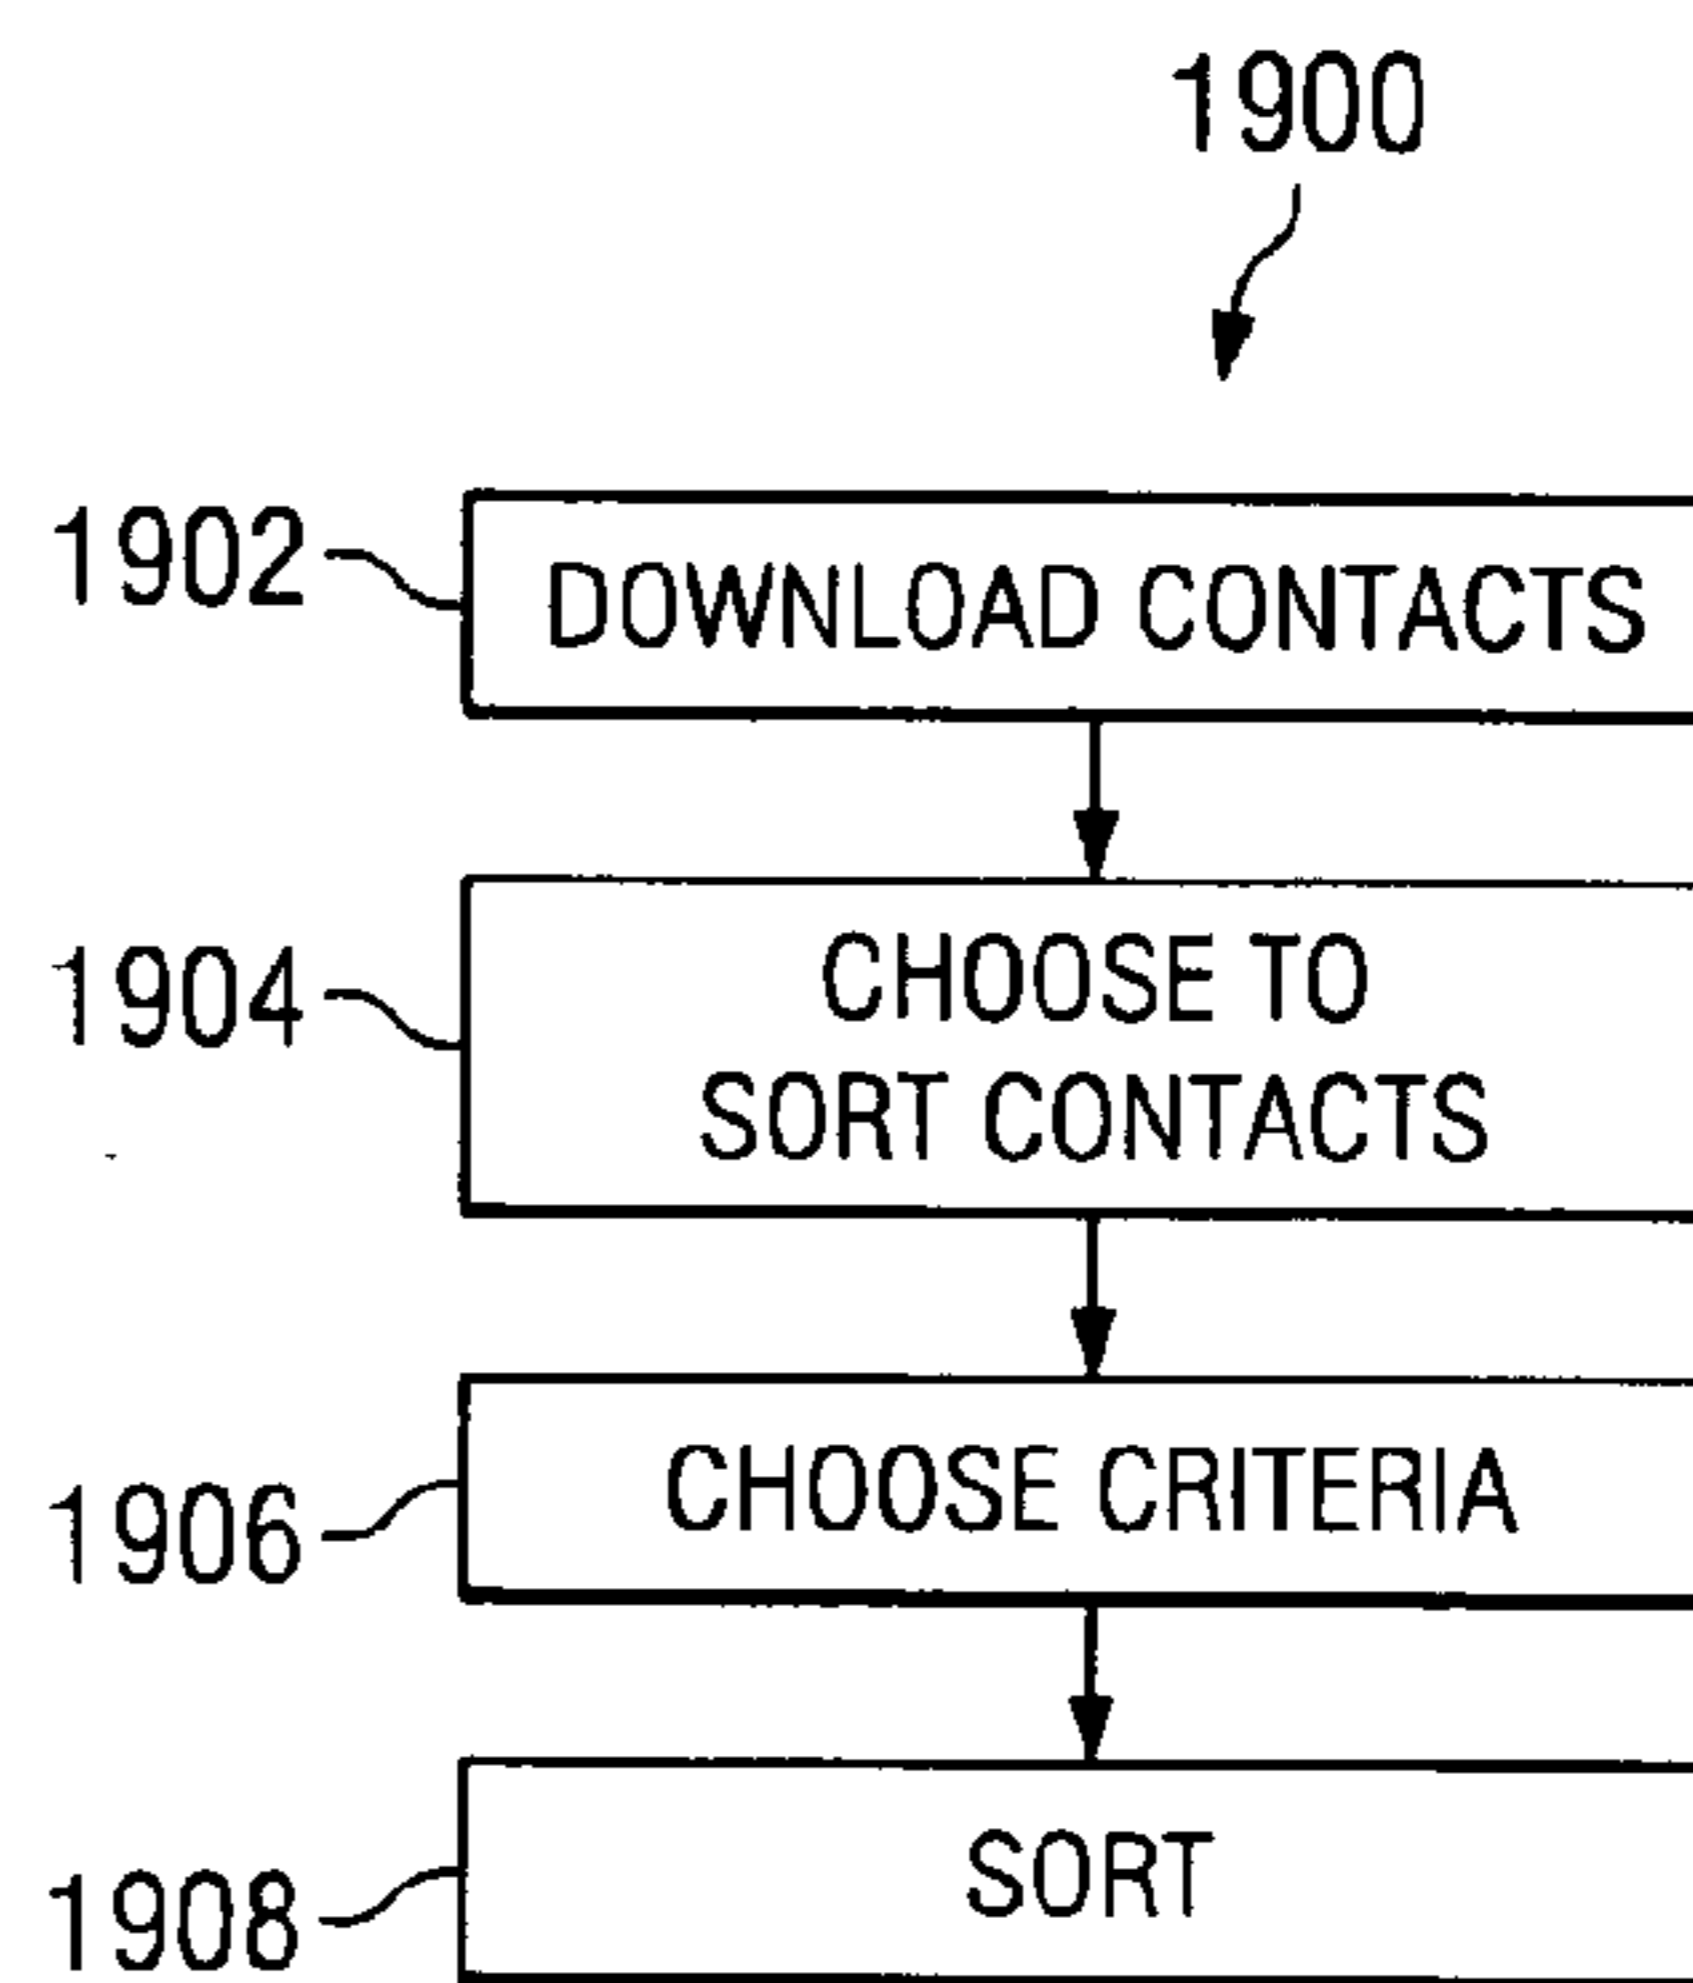 1900
1902
DOWNLOAD CONTACTS
1904
CHOOSE TO
SORT CONTACTS
1906
CHOOSE CRITERIA
1908
SORT